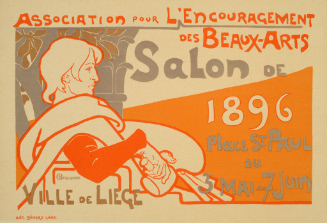 ASSOCIATION POUR L'ENCOURAGEMENT
DES BEAUX-ARTS
SALON DE
1896
PLACE ST PAUL
DU
3 MAI-7 JUIN
VILLE DE LIÈGE